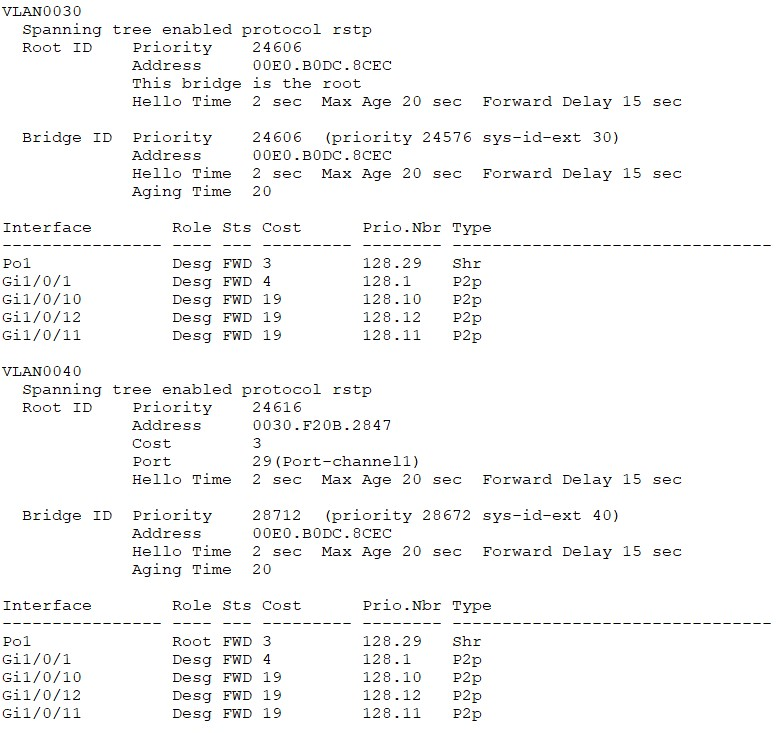 VLAN0030
  Spanning tree enabled protocol rstp
  Root ID    Priority    24606
             Address     00E0.B0DC.8CEC
             This bridge is the root
             Hello Time  2 sec  Max Age 20 sec  Forward Delay 15 sec

  Bridge ID  Priority    24606  (priority 24576 sys-id-ext 30)
             Address     00E0.B0DC.8CEC
             Hello Time  2 sec  Max Age 20 sec  Forward Delay 15 sec
             Aging Time  20

Interface        Role Sts Cost      Prio.Nbr Type
---------------- ---- --- --------- -------- --------------------------------
Po1              Desg FWD 3         128.29   Shr
Gi1/0/1          Desg FWD 4         128.1    P2p
Gi1/0/10         Desg FWD 19        128.10   P2p
Gi1/0/12         Desg FWD 19        128.12   P2p
Gi1/0/11         Desg FWD 19        128.11   P2p

VLAN0040
  Spanning tree enabled protocol rstp
  Root ID    Priority    24616
             Address     0030.F20B.2847
             Cost        3
             Port        29(Port-channel1)
             Hello Time  2 sec  Max Age 20 sec  Forward Delay 15 sec

  Bridge ID  Priority    28712  (priority 28672 sys-id-ext 40)
             Address     00E0.B0DC.8CEC
             Hello Time  2 sec  Max Age 20 sec  Forward Delay 15 sec
             Aging Time  20

Interface        Role Sts Cost      Prio.Nbr Type
---------------- ---- --- --------- -------- --------------------------------
Po1              Root FWD 3         128.29   Shr
Gi1/0/1          Desg FWD 4         128.1    P2p
Gi1/0/10         Desg FWD 19        128.10   P2p
Gi1/0/12         Desg FWD 19        128.12   P2p
Gi1/0/11         Desg FWD 19        128.11   P2p